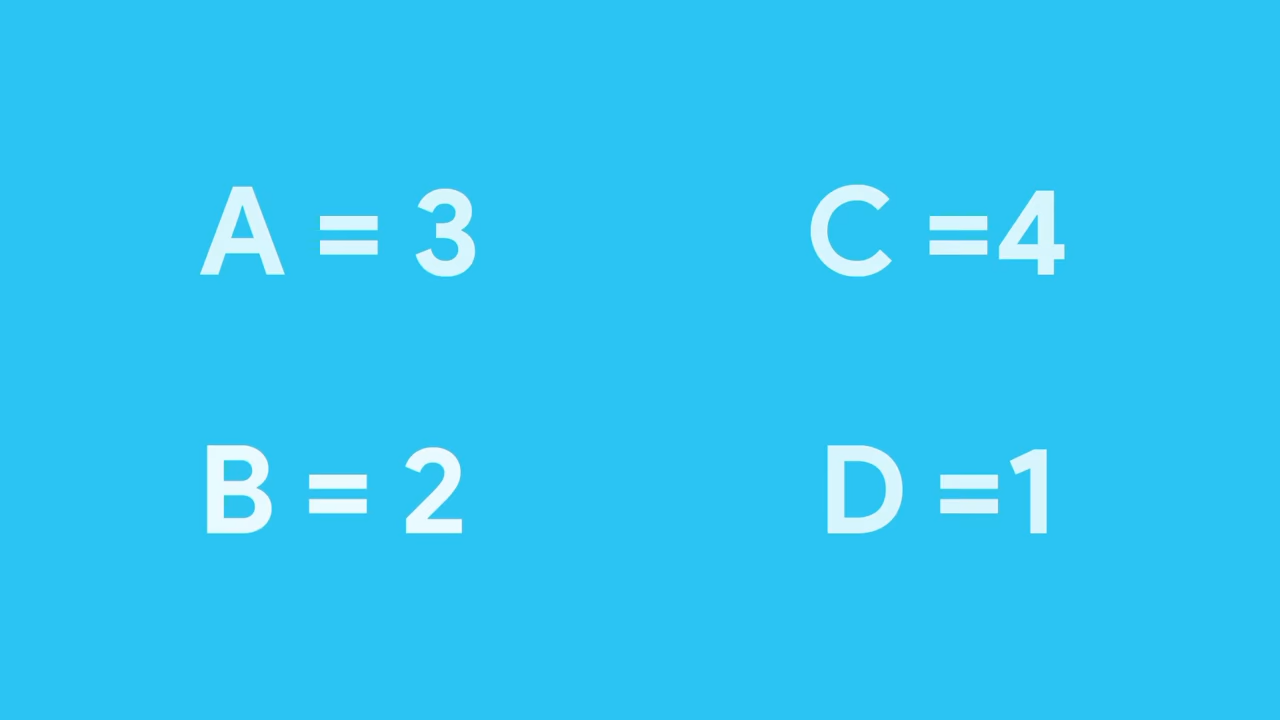 A = 3
C =4
B = 2
D =1